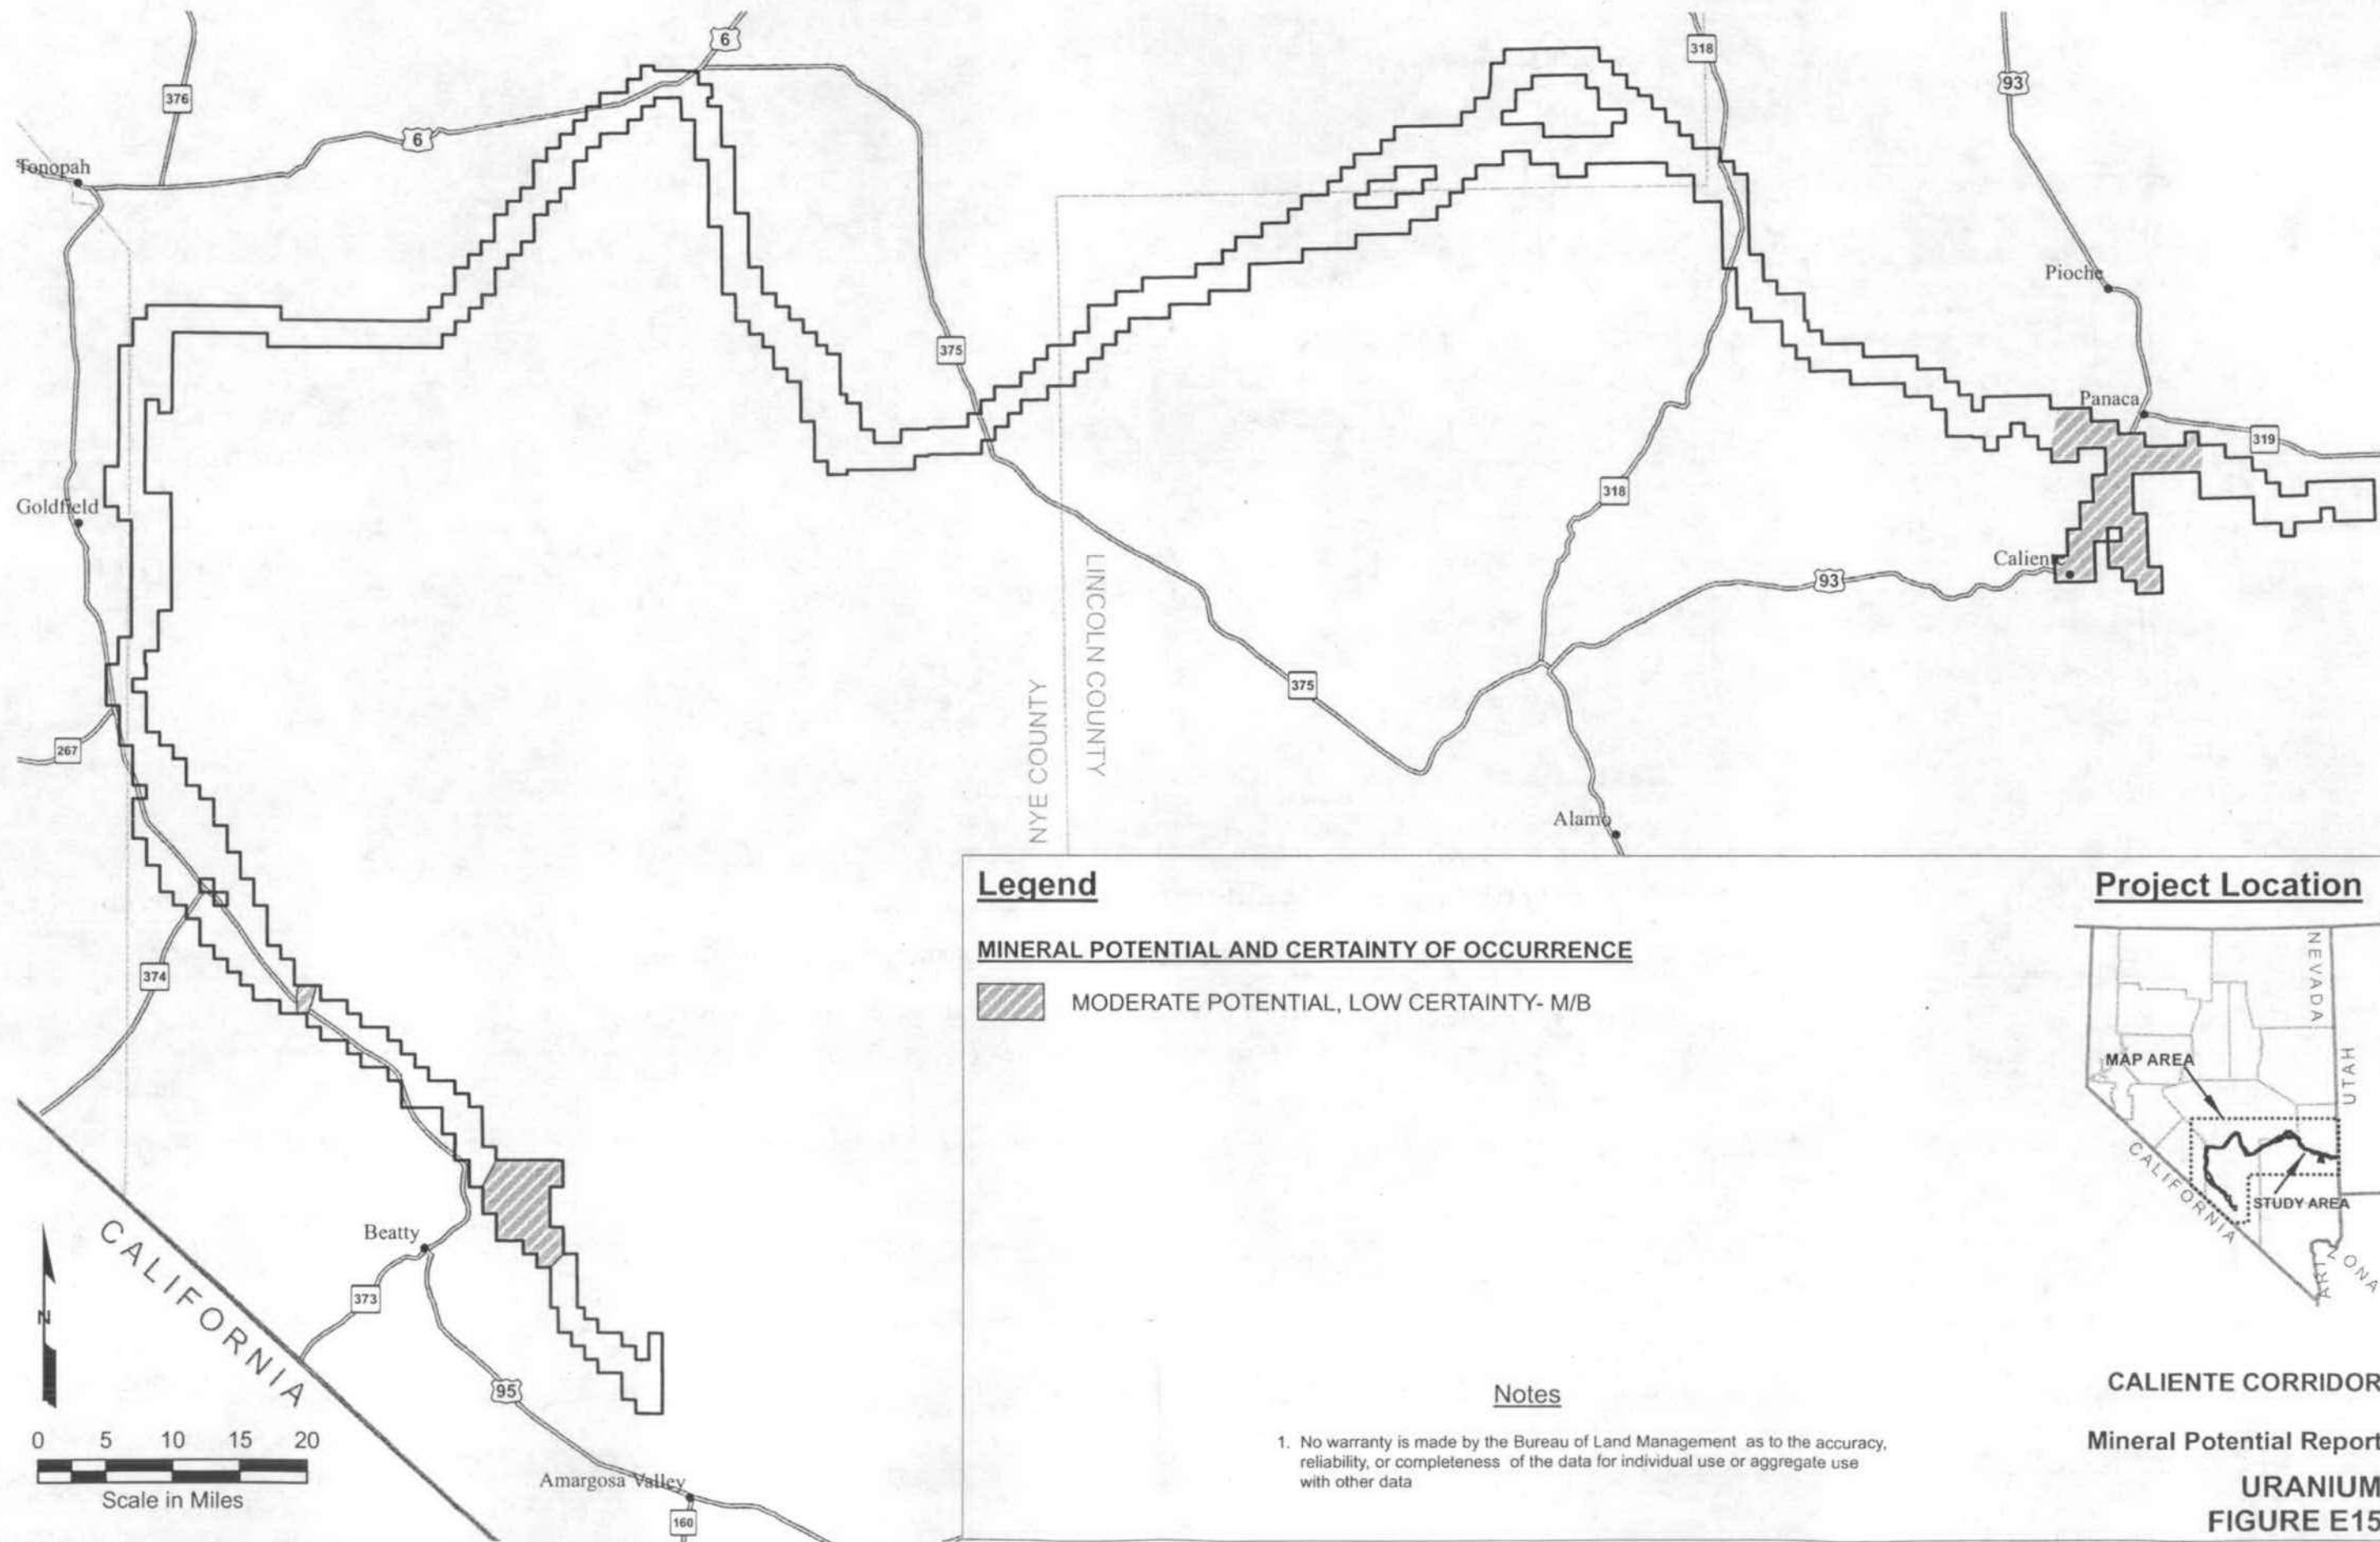 6
318
93
376
6
Tonopah
Pioche
375
Panaca
319
Goldfield
318
Caliente
93
LINCOLN COUNTY
NYE COUNTY
375
267
Alamo
374
Legend
MINERAL POTENTIAL AND CERTAINTY OF OCCURRENCE
MODERATE POTENTIAL, LOW CERTAINTY- M/B
Project Location
NEVADA
UTAH
MAP AREA
STUDY AREA
CALIFORNIA
Beatty
373
CALIFORNIA
N
95
0 5 10 15 20
Scale in Miles
Amargosa Valley
160
Notes
1. No warranty is made by the Bureau of Land Management as to the accuracy,
reliability, or completeness of the data for individual use or aggregate use
with other data
CALIENTE CORRIDOR
Mineral Potential Report
URANIUM
FIGURE E15